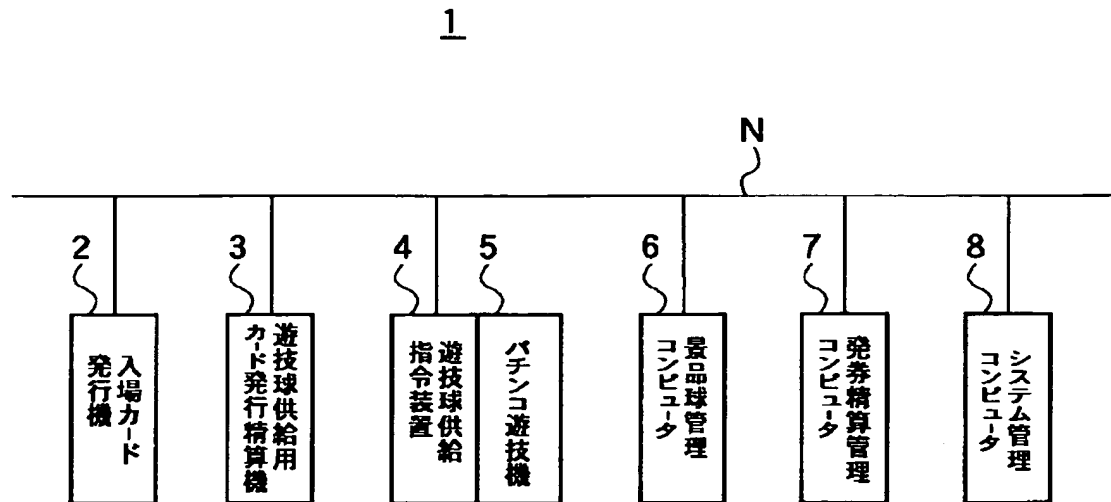 1
N
2
3
4
5
6
7
8
入場カード
発行機
遊技球供給用
カード発行精算機
遊技球供給
指令装置
パチンコ遊技機
景品球管理
コンピュータ
発券精算管理
コンピュータ
システム管理
コンピュータ